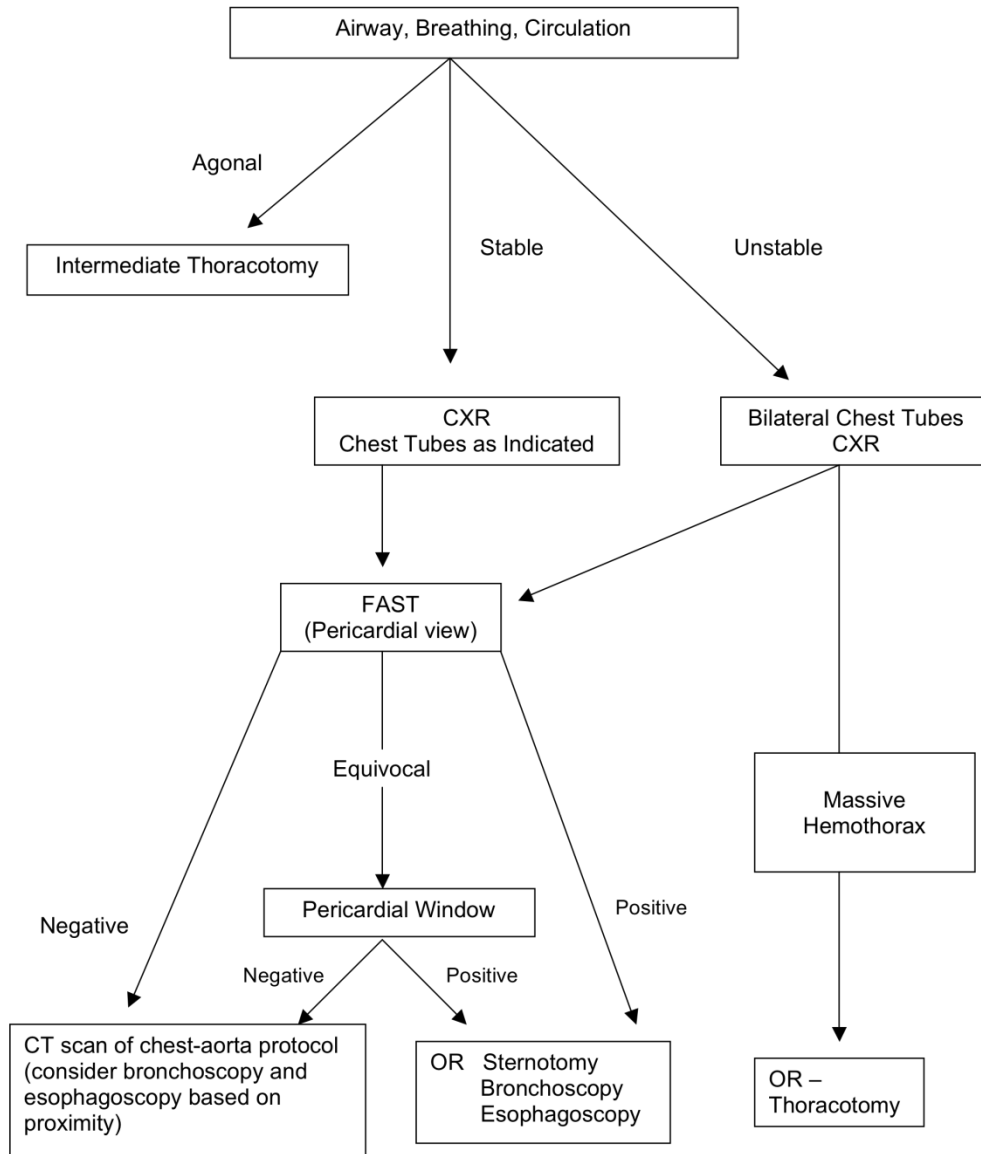 Airway, Breathing, Circulation
Agonal
Stable
Unstable
Intermediate Thoracotomy
CXR
Chest Tubes as Indicated
Bilateral Chest Tubes
CXR
FAST
(Pericardial view)
Equivocal
Massive
Hemothorax
Pericardial Window
Negative
Positive
Negative
Positive
CT scan of chest-aorta protocol
(consider bronchoscopy and
esophagoscopy based on
proximity)
OR Sternotomy
Bronchoscopy
Esophagoscopy
OR –
Thoracotomy